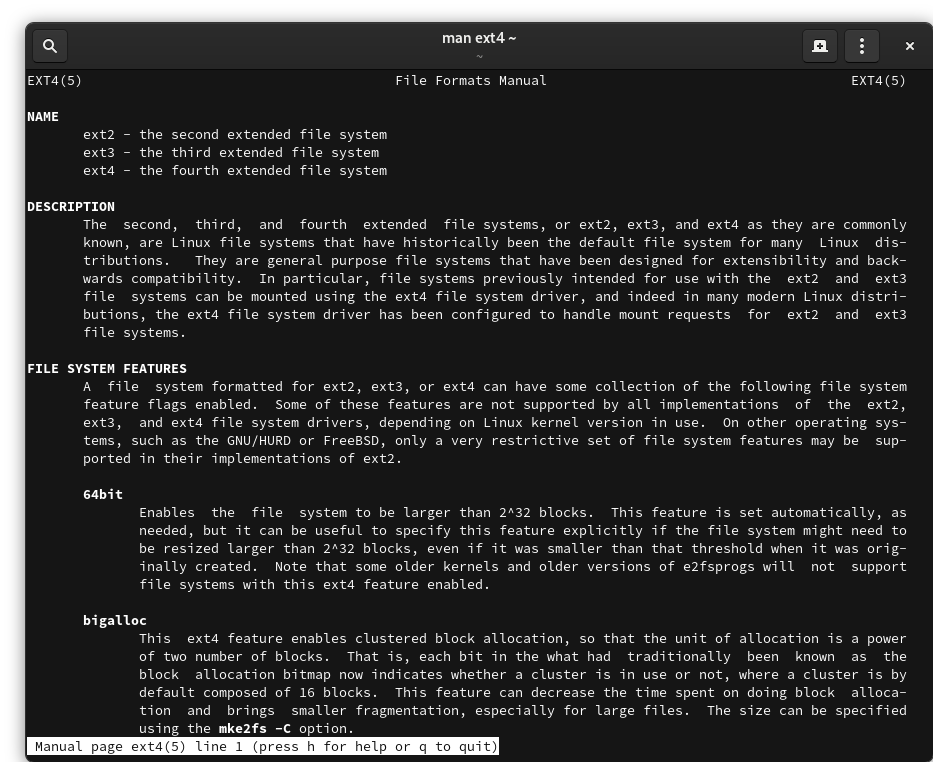 man ext4 ~
~
EXT4(5) File Formats Manual EXT4(5)
NAME
ext2 - the second extended file system
ext3 - the third extended file system
ext4 - the fourth extended file system
DESCRIPTION
The second, third, and fourth extended file systems, or ext2, ext3, and ext4 as they are commonly
known, are Linux file systems that have historically been the default file system for many Linux dis-
tributions. They are general purpose file systems that have been designed for extensibility and back-
wards compatibility. In particular, file systems previously intended for use with the ext2 and ext3
file systems can be mounted using the ext4 file system driver, and indeed in many modern Linux distri-
butions, the ext4 file system driver has been configured to handle mount requests for ext2 and ext3
file systems.
FILE SYSTEM FEATURES
A file system formatted for ext2, ext3, or ext4 can have some collection of the following file system
feature flags enabled. Some of these features are not supported by all implementations of the ext2,
ext3, and ext4 file system drivers, depending on Linux kernel version in use. On other operating sys-
tems, such as the GNU/HURD or FreeBSD, only a very restrictive set of file system features may be sup-
ported in their implementations of ext2.
64bit
Enables the file system to be larger than 2^32 blocks. This feature is set automatically, as
needed, but it can be useful to specify this feature explicitly if the file system might need to
be resized larger than 2^32 blocks, even if it was smaller than that threshold when it was orig-
inally created. Note that some older kernels and older versions of e2fsprogs will not support
file systems with this ext4 feature enabled.
bigalloc
This ext4 feature enables clustered block allocation, so that the unit of allocation is a power
of two number of blocks. That is, each bit in the what had traditionally been known as the
block allocation bitmap now indicates whether a cluster is in use or not, where a cluster is by
default composed of 16 blocks. This feature can decrease the time spent on doing block alloca-
tion and brings smaller fragmentation, especially for large files. The size can be specified
using the mke2fs -C option.
Manual page ext4(5) line 1 (press h for help or q to quit)